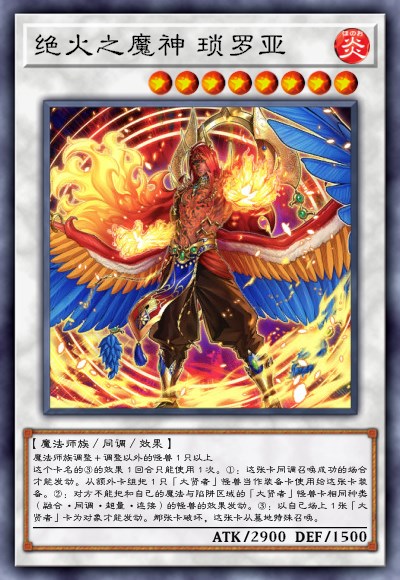 绝火之魔神 琐罗亚
ほのお
炎
【魔法师族／同调／效果】
魔法师族调整＋调整以外的怪兽1只以上
这个卡名的③的效果1回合只能使用1次。①：这张卡同调召唤成功的场合
才能发动。从额外卡组把1只「大贤者」怪兽当作装备卡使用给这张卡装
备。②：对方不能把和自己的魔法与陷阱区域的「大贤者」怪兽卡相同种类
（融合·同调·超量·连接）的怪兽的效果发动。③：以自己场上1张「大
贤者」卡为对象才能发动。那张卡破坏，这张卡从墓地特殊召唤。
ATK/2900 DEF/1500